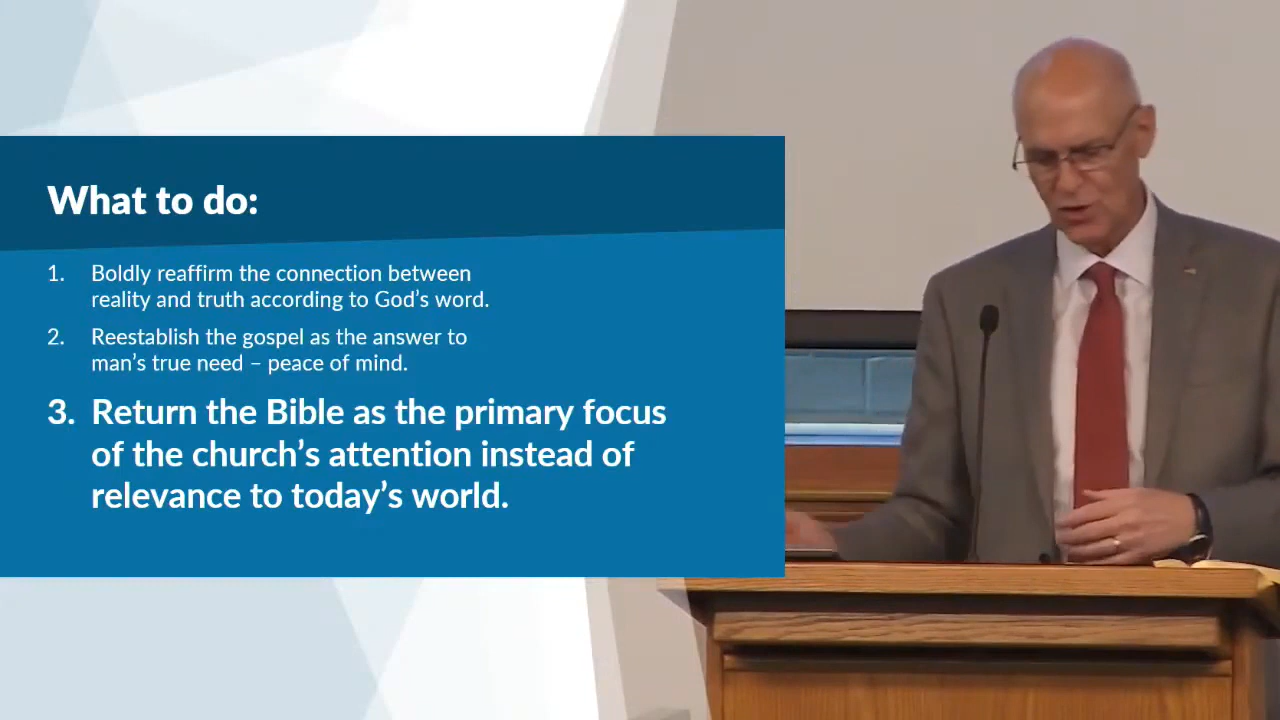 What to do:
1. Boldly reaffirm the connection between
reality and truth according to God’s word.
2. Reestablish the gospel as the answer to
man’s true need – peace of mind.
3. Return the Bible as the primary focus
of the church’s attention instead of
relevance to today’s world.